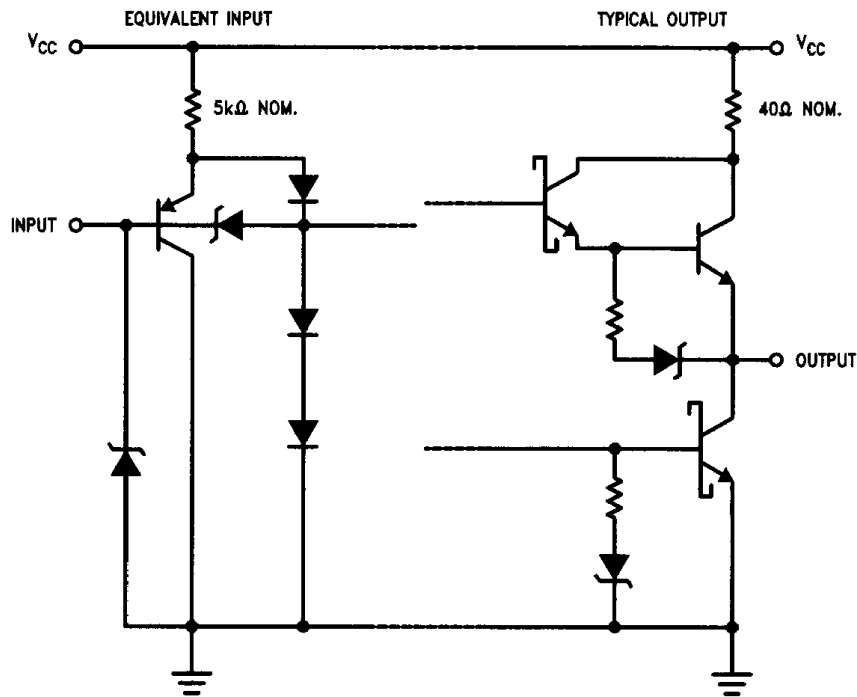 EQUIVALENT INPUT
TYPICAL OUTPUT
VCC
VCC
5kΩ NOM.
40Ω NOM.
INPUT
OUTPUT